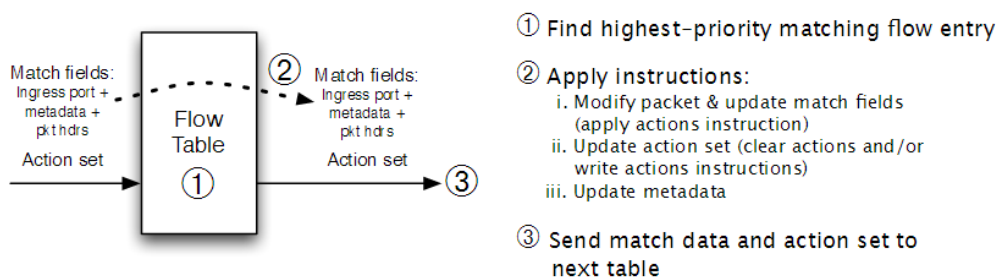 Match fields:
Ingress port +
metadata +
pkt hdrs
Action set
Flow
Table
①
②
Match fields:
Ingress port +
metadata +
pkt hdrs
Action set
③
① Find highest-priority matching flow entry
② Apply instructions:
i. Modify packet & update match fields
(apply actions instruction)
ii. Update action set (clear actions and/or
write actions instructions)
iii. Update metadata
③ Send match data and action set to
next table